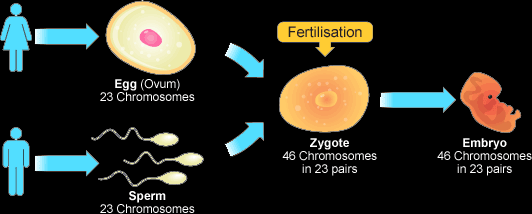 Fertilisation
Egg (Ovum)
23 Chromosomes
Sperm
23 Chromosomes
Zygote
46 Chromosomes
in 23 pairs
Embryo
46 Chromosomes
in 23 pairs